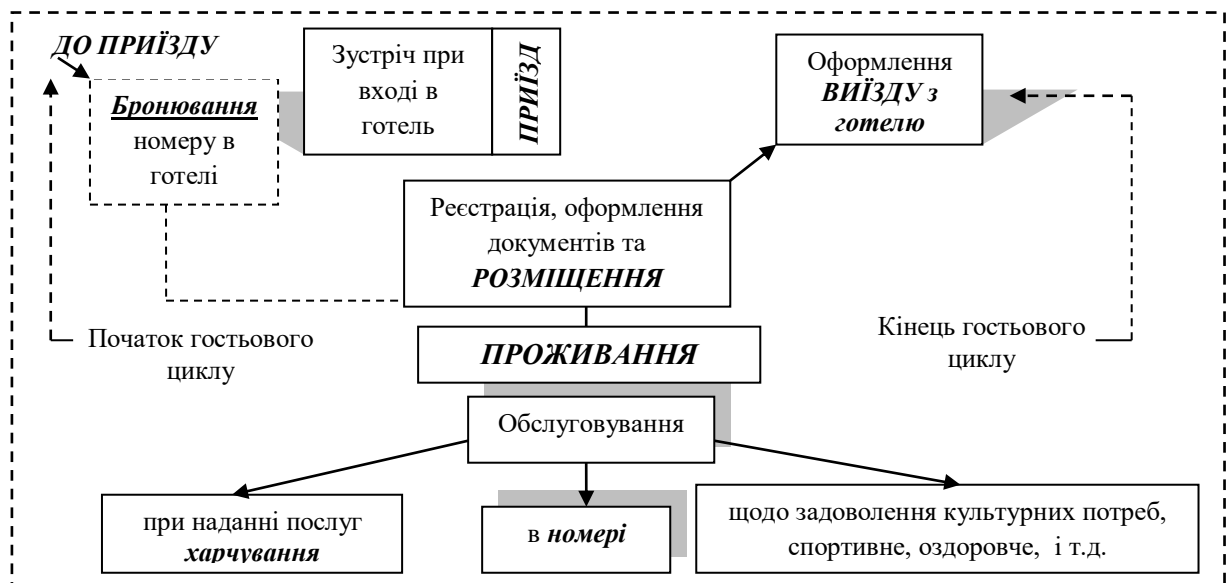 ДО ПРИЇЗДУ
Бронювання
номеру в
готелі
Зустріч при
вході в
готель
ПРИЇЗД
Оформлення
ВИЇЗДУ з
готелю
Реєстрація, оформлення
документів та
РОЗМІЩЕННЯ
Початок гостьового
циклу
Кінець гостьового
циклу
ПРОЖИВАННЯ
Обслуговування
при наданні послуг
харчування
в номері
щодо задоволення культурних потреб,
спортивне, оздоровче, і т.д.